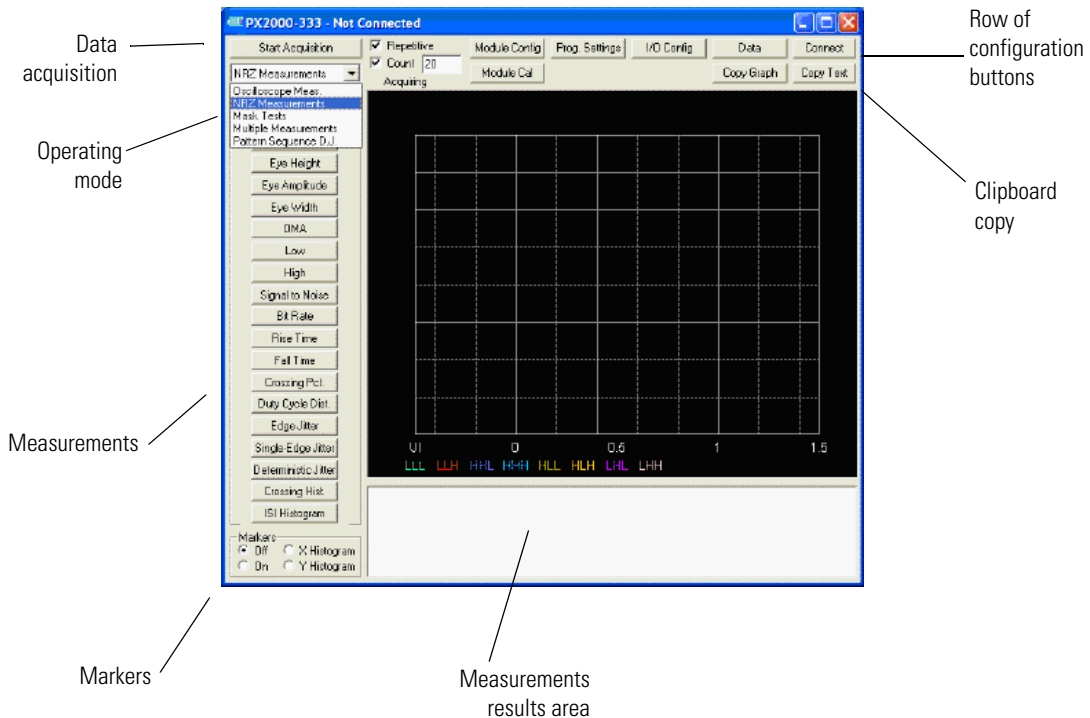 PX2000-333 - Not Connected
Data
acquisition
Row of
configuration
buttons
Start Acquisition
Repetitive
Module Config
Prog. Settings
I/O Config
Data
Connect
Count 20
NRZ Measurements
Acquiring
Module Cal
Copy Graph
Copy Text
Oscilloscope Meas.
NRZ Measurements
Mask Tests
Multiple Measurements
Pattern Sequence D.J.
Operating
mode
Clipboard
copy
Eye Height
Eye Amplitude
Eye Width
OMA
Low
High
Signal to Noise
Bit Rate
Rise Time
Fall Time
Crossing Pct.
Duty Cycle Dist.
Edge Jitter
Single-Edge Jitter
Deterministic Jitter
Crossing Hist.
ISI Histogram
Measurements
UI 0 0.5 1 1.5
LLL LLH HHL HHH HLL HLH LHL LHH
Markers
Off
X Histogram
On
Y Histogram
Markers
Measurements
results area